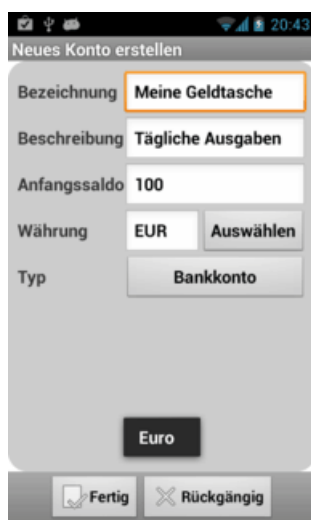 20:43
Neues Konto erstellen
Bezeichnung Meine Geldtasche
Beschreibung Tägliche Ausgaben
Anfangssaldo 100
Währung EUR Auswählen
Typ Bankkonto
Euro
Fertig Rückgängig